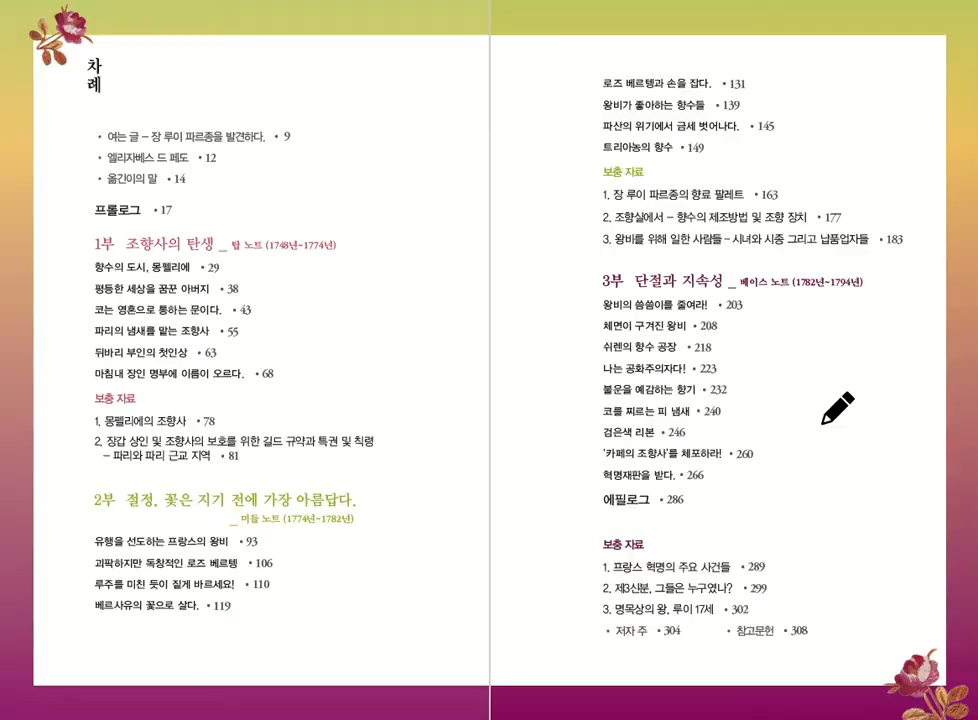 차
례
• 여는 글 – 장 루이 파르종을 발견하다. • 9
• 엘리자베스 드 페도 • 12
• 옮긴이의 말 • 14
프롤로그 • 17
1부 조향사의 탄생 _ 탑 노트 (1748년~1774년)
향수의 도시, 몽펠리에 • 29
평등한 세상을 꿈꾼 아버지 • 38
코는 영혼으로 통하는 문이다. • 43
파리의 냄새를 맡는 조향사 • 55
뒤바리 부인의 첫인상 • 63
마침내 장인 명부에 이름이 오르다. • 68
보충 자료
1. 몽펠리에의 조향사 • 78
2. 장갑 상인 및 조향사의 보호를 위한 길드 규약과 특권 및 칙령
– 파리와 파리 근교 지역 • 81
2부 절정, 꽃은 지기 전에 가장 아름답다.
_ 미들 노트 (1774년~1782년)
유행을 선도하는 프랑스의 왕비 • 93
괴팍하지만 독창적인 로즈 베르텡 • 106
루주를 미친 듯이 짙게 바르세요! • 110
베르사유의 꽃으로 살다. • 119
로즈 베르텡과 손을 잡다. • 131
왕비가 좋아하는 향수들 • 139
파산의 위기에서 금세 벗어나다. • 145
트리아농의 향수 • 149
보충 자료
1. 장 루이 파르종의 향료 팔레트 • 163
2. 조향실에서 – 향수의 제조방법 및 조향 장치 • 177
3. 왕비를 위해 일한 사람들 – 시녀와 시종 그리고 납품업자들 • 183
3부 단절과 지속성 _ 베이스 노트 (1782년~1794년)
왕비의 씀씀이를 줄여라! • 203
체면이 구겨진 왕비 • 208
쉬렌의 향수 공장 • 218
나는 공화주의자다! • 223
불운을 예감하는 향기 • 232
코를 찌르는 피 냄새 • 240
검은색 리본 • 246
'카페의 조향사'를 체포하라! • 260
혁명재판을 받다. • 266
에필로그 • 286
보충 자료
1. 프랑스 혁명의 주요 사건들 • 289
2. 제3신분, 그들은 누구였나? • 299
3. 명목상의 왕, 루이 17세 • 302
• 저자 주 • 304 • 참고문헌 • 308